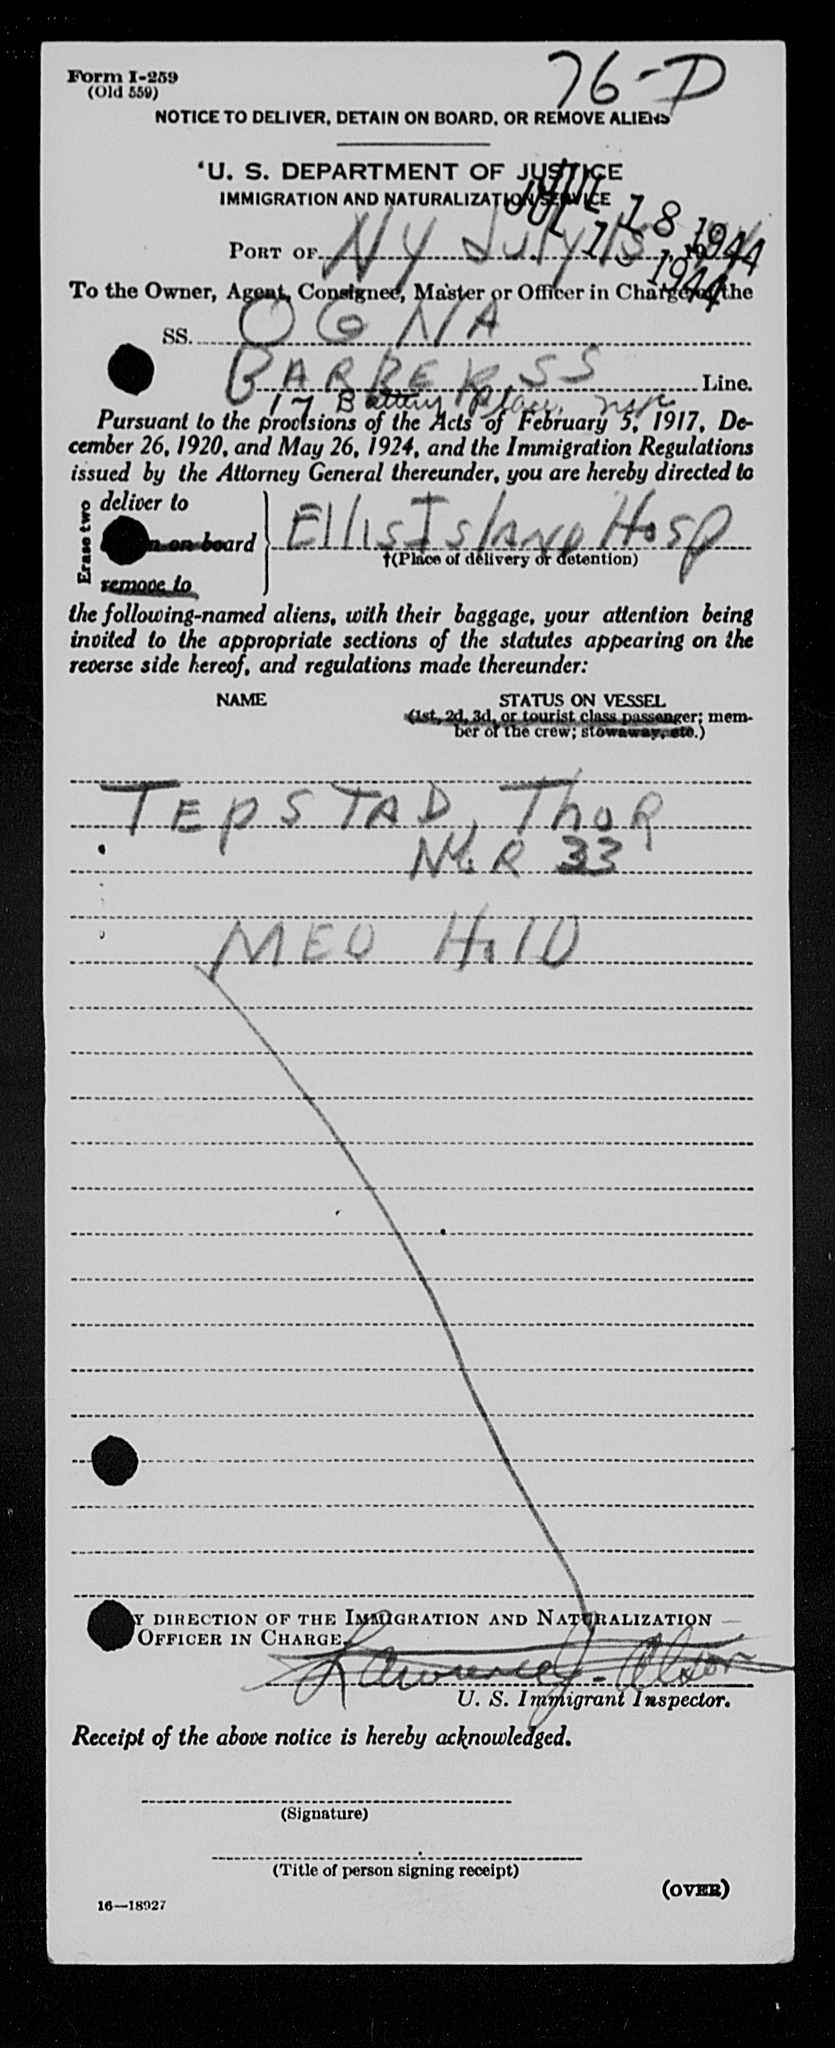 76-D
Form I-259
(Old 559)
NOTICE TO DELIVER, DETAIN ON BOARD, OR REMOVE ALIENS
U. S. DEPARTMENT OF JUSTICE
IMMIGRATION AND NATURALIZATION SERVICE
JUL 18 1944
JUL 15 1944
PORT OF NY July 15 19
To the Owner, Agent, Consignee, Master or Officer in Charge of the
SS. OGNA
BARBER SS Line.
17 Battery Place,
Pursuant to the provisions of the Acts of February 5, 1917, De-
cember 26, 1920, and May 26, 1924, and the Immigration Regulations
issued by the Attorney General thereunder, you are hereby directed to
Erase two
deliver to
on board
remove to
Ellis Island Hosp
†(Place of delivery or detention)
the following-named aliens, with their baggage, your attention being
invited to the appropriate sections of the statutes appearing on the
reverse side hereof, and regulations made thereunder:
NAME STATUS ON VESSEL
(1st, 2d, 3d, or tourist class passenger; mem-
ber of the crew; stowaway, etc.)
TEPSTAD, Thor
33
MED Hold
Y DIRECTION OF THE IMMIGRATION AND NATURALIZATION
OFFICER IN CHARGE.
Lawrence J. Olson
U. S. Immigrant Inspector.
Receipt of the above notice is hereby acknowledged.
(Signature)
(Title of person signing receipt)
(OVER)
16—18927